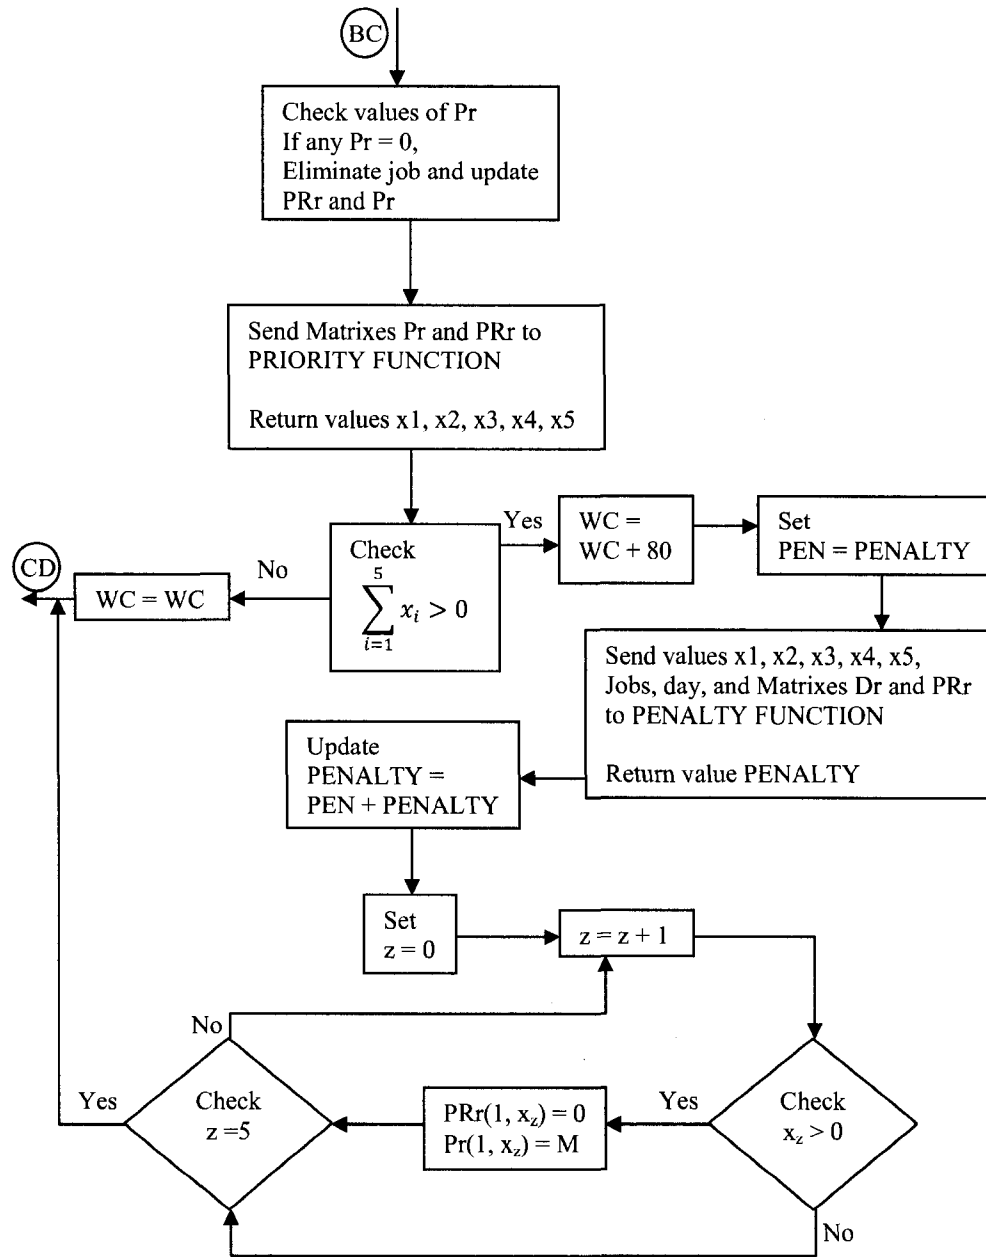 BC
Check values of Pr
If any Pr = 0,
Eliminate job and update
PRr and Pr
Send Matrixes Pr and PRr to
PRIORITY FUNCTION
Return values x1, x2, x3, x4, x5
Check
5
∑ xᵢ > 0
i=1
Yes
WC =
WC + 80
Set
PEN = PENALTY
No
WC = WC
CD
Send values x1, x2, x3, x4, x5,
Jobs, day, and Matrixes Dr and PRr
to PENALTY FUNCTION
Return value PENALTY
Update
PENALTY =
PEN + PENALTY
Set
z = 0
z = z + 1
Check
x_z > 0
Yes
No
PRr(1, x_z) = 0
Pr(1, x_z) = M
Check
z =5
No
Yes